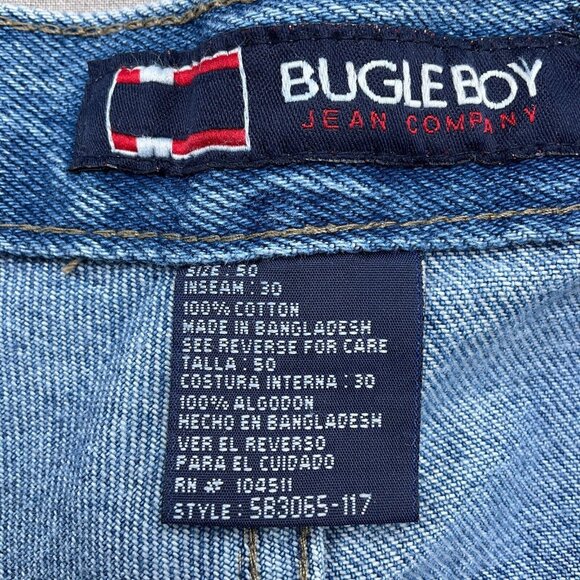 BUGLE BOY
JEAN COMPANY
SIZE : 50
INSEAM : 30
100% COTTON
MADE IN BANGLADESH
SEE REVERSE FOR CARE
TALLA : 50
COSTURA INTERNA : 30
100% ALGODON
HECHO EN BANGLADESH
VER EL REVERSO
PARA EL CUIDADO
RN # 104511
STYLE : 5B3065-117